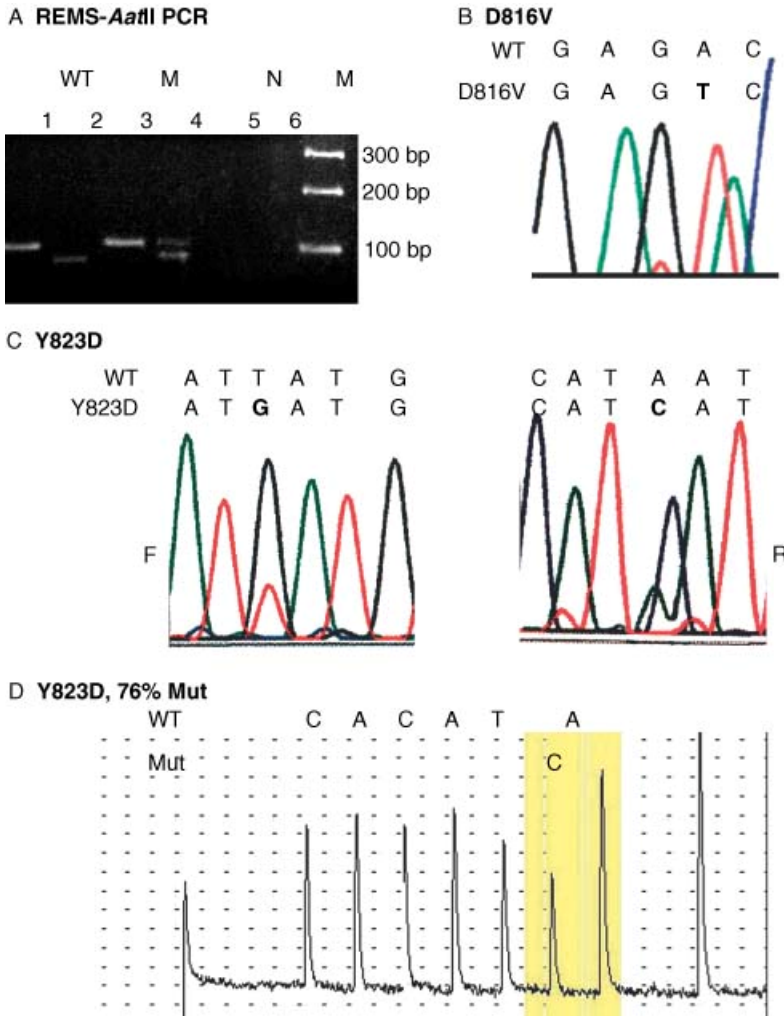 A REMS-AatII PCR
WT M N M
1 2 3 4 5 6
300 bp
200 bp
100 bp
B D816V
WT G A G A C
D816V G A G T C
C Y823D
WT A T T A T G
Y823D A T G A T G
F
C A T A A T
C A T C A T
R
D Y823D, 76% Mut
WT C A C A T A
Mut C